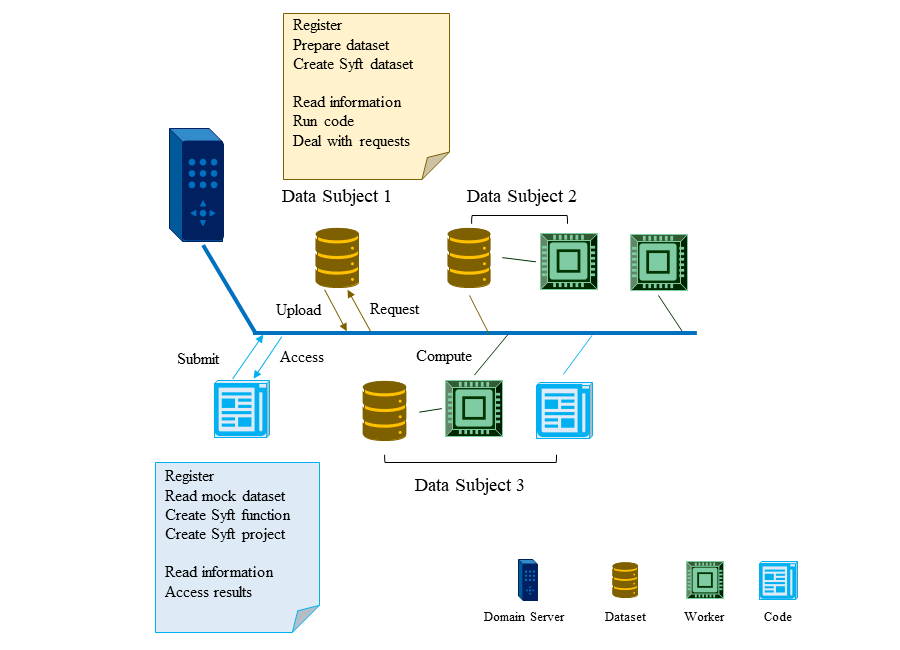 Register
Prepare dataset
Create Syft dataset
Read information
Run code
Deal with requests
Data Subject 1
Data Subject 2
Upload
Request
Submit
Access
Compute
Data Subject 3
Register
Read mock dataset
Create Syft function
Create Syft project
Read information
Access results
Domain Server
Dataset
Worker
Code